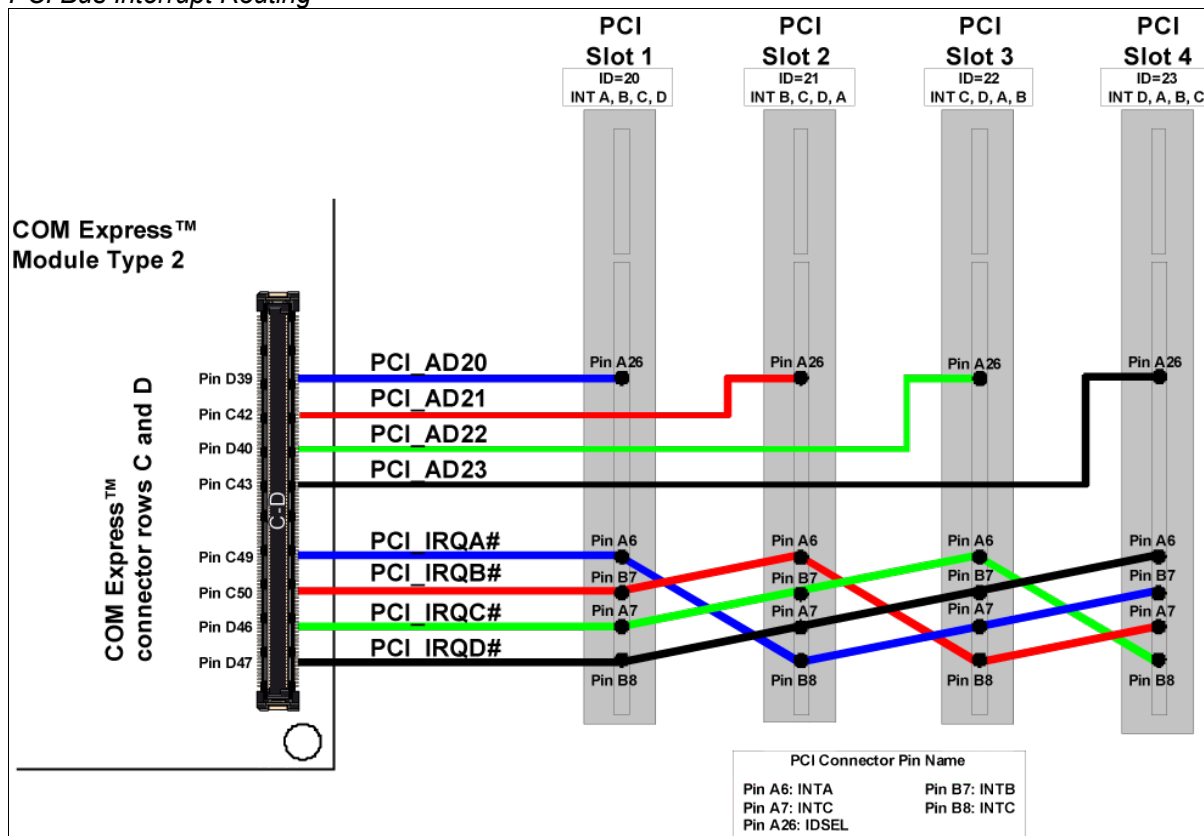 PCI Bus Interrupt Routing
PCI
Slot 1
ID=20
INT A, B, C, D
PCI
Slot 2
ID=21
INT B, C, D, A
PCI
Slot 3
ID=22
INT C, D, A, B
PCI
Slot 4
ID=23
INT D, A, B, C
COM Express™
Module Type 2
COM Express™
connector rows C and D
C-D
Pin D39
PCI_AD20
Pin A26
Pin A26
Pin A26
Pin A26
Pin C42
PCI_AD21
Pin D40
PCI_AD22
Pin C43
PCI_AD23
Pin C49
PCI_IRQA#
Pin A6
Pin A6
Pin A6
Pin A6
Pin C50
PCI_IRQB#
Pin B7
Pin B7
Pin B7
Pin B7
Pin D46
PCI_IRQC#
Pin A7
Pin A7
Pin A7
Pin A7
Pin D47
PCI_IRQD#
Pin B8
Pin B8
Pin B8
Pin B8
PCI Connector Pin Name
Pin A6: INTA
Pin B7: INTB
Pin A7: INTC
Pin B8: INTC
Pin A26: IDSEL